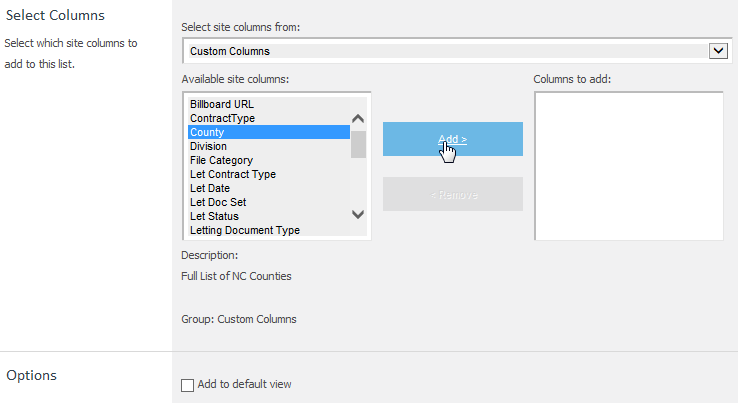 Select Columns
Select which site columns to
add to this list.
Select site columns from:
Custom Columns
Available site columns:
Billboard URL
ContractType
County
Division
File Category
Let Contract Type
Let Date
Let Doc Set
Let Status
Letting Document Type
Add >
< Remove
Columns to add:
Description:
Full List of NC Counties
Group: Custom Columns
Options
Add to default view